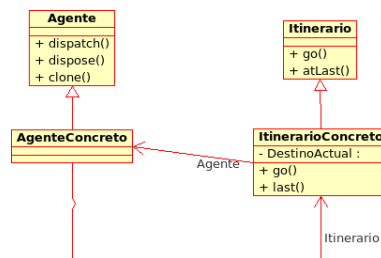 Agente
+ dispatch()
+ dispose()
+ clone()
Itinerario
+ go()
+ atLast()
AgenteConcreto
ItinerarioConcreto
- DestinoActual :
+ go()
+ last()
Agente
Itinerario